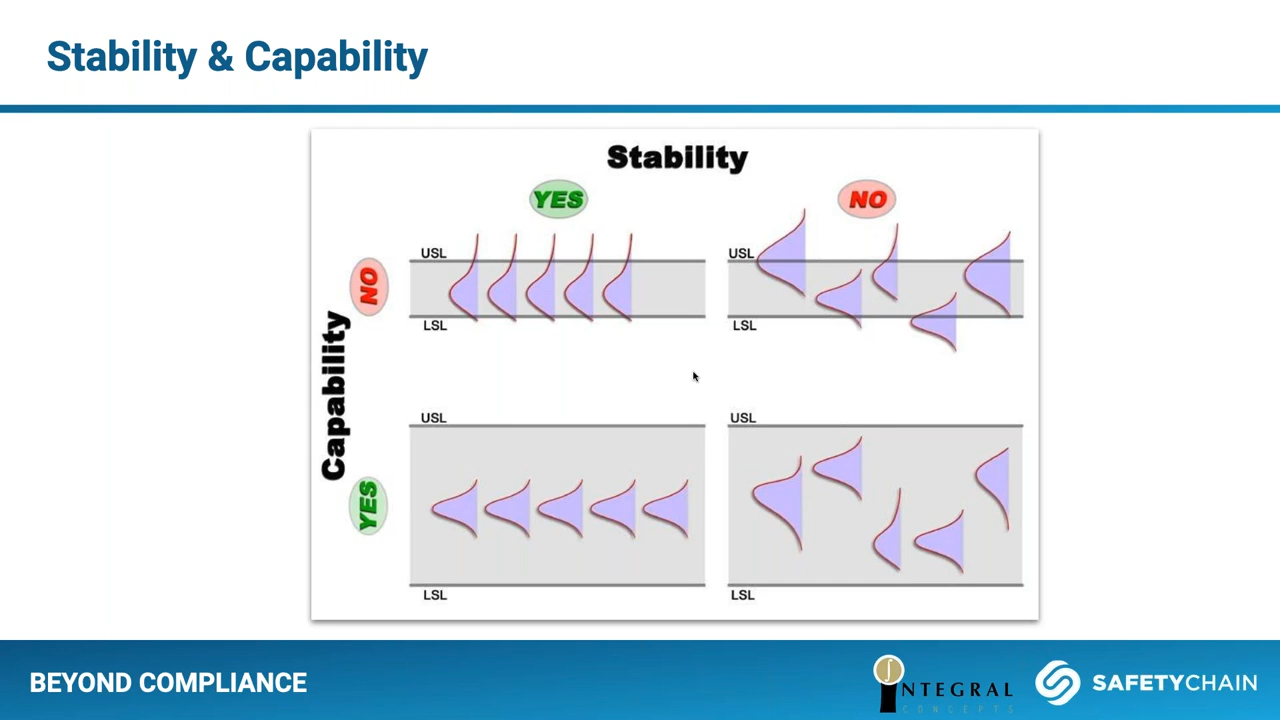 Stability & Capability
Stability
YES
NO
USL
USL
NO
LSL
LSL
Capability
USL
USL
YES
LSL
LSL
BEYOND COMPLIANCE
INTEGRAL
CONCEPTS
SAFETYCHAIN